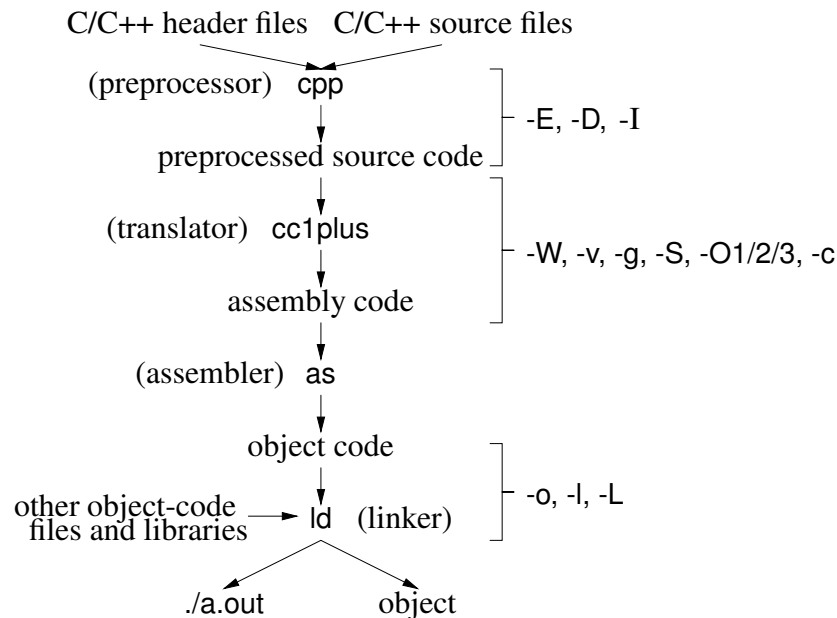 C/C++ header files C/C++ source files
(preprocessor) cpp
-E, -D, -I
preprocessed source code
(translator) cc1plus
-W, -v, -g, -S, -O1/2/3, -c
assembly code
(assembler) as
object code
other object-code
files and libraries
ld (linker)
-o, -l, -L
./a.out object